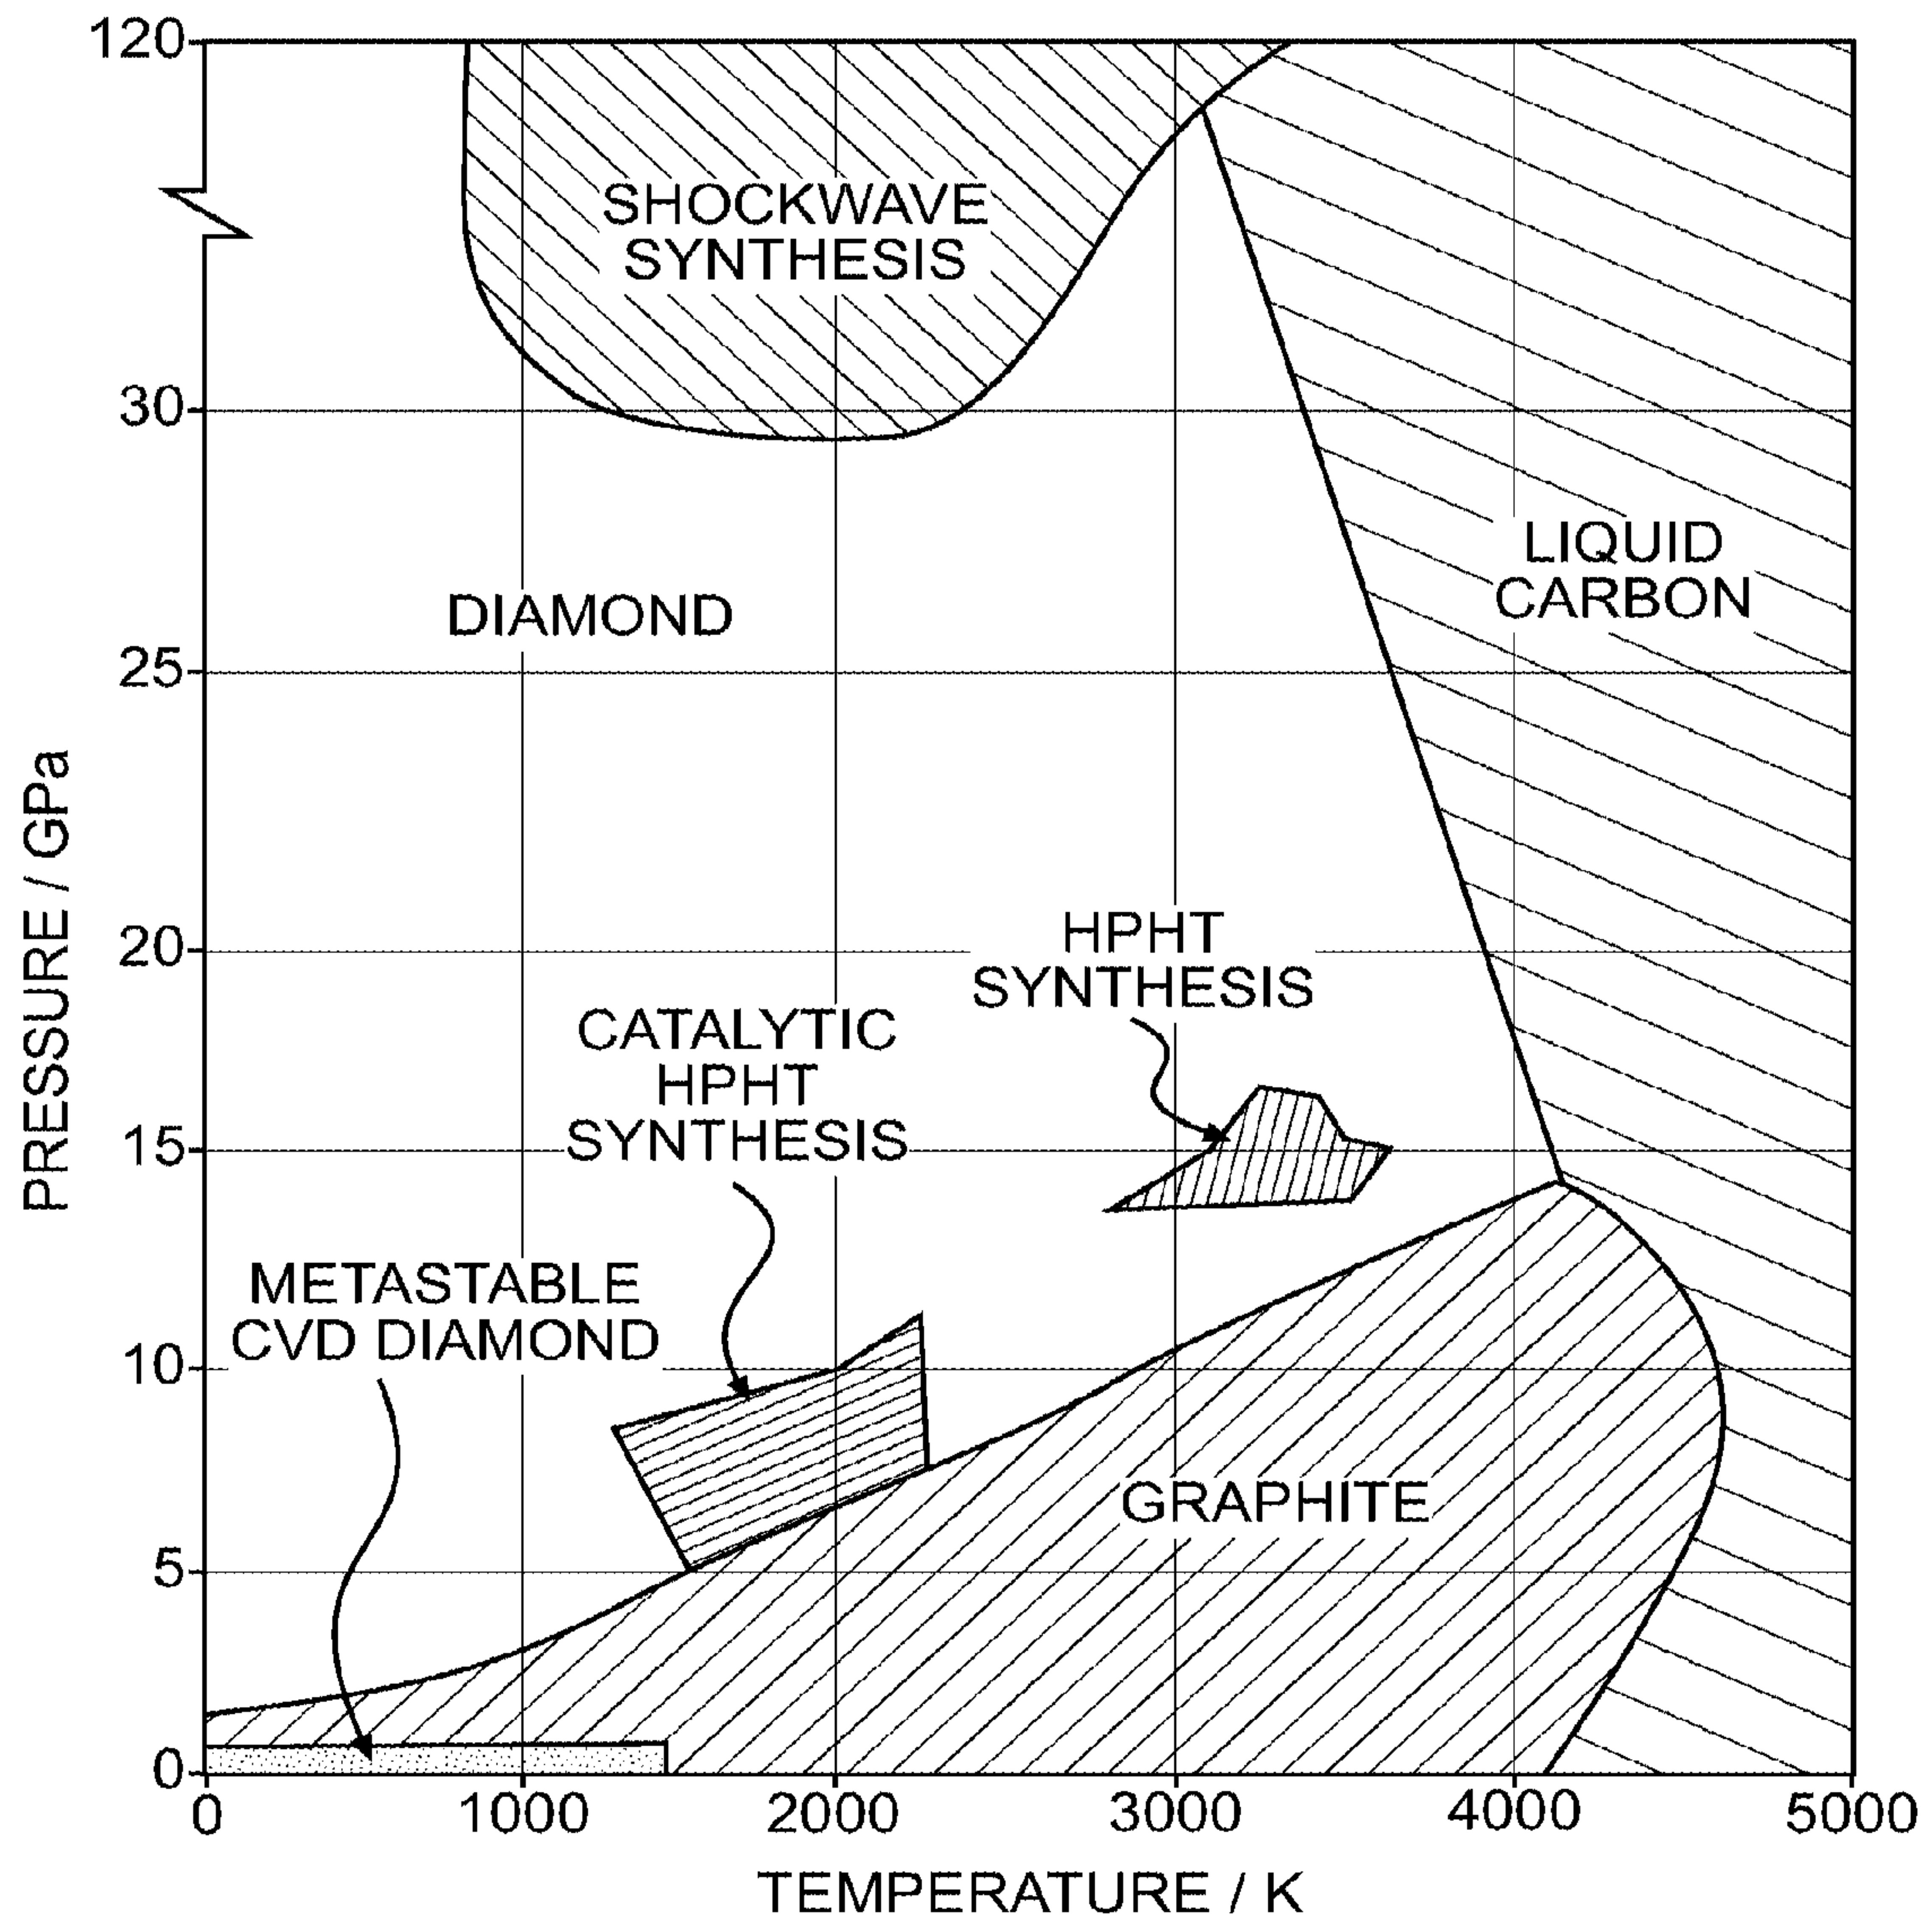 120
SHOCKWAVE
SYNTHESIS
30
LIQUID
CARBON
DIAMOND
25
PRESSURE / GPa
20
HPHT
SYNTHESIS
CATALYTIC
HPHT
SYNTHESIS
15
METASTABLE
CVD DIAMOND
10
GRAPHITE
5
0
0 1000 2000 3000 4000 5000
TEMPERATURE / K